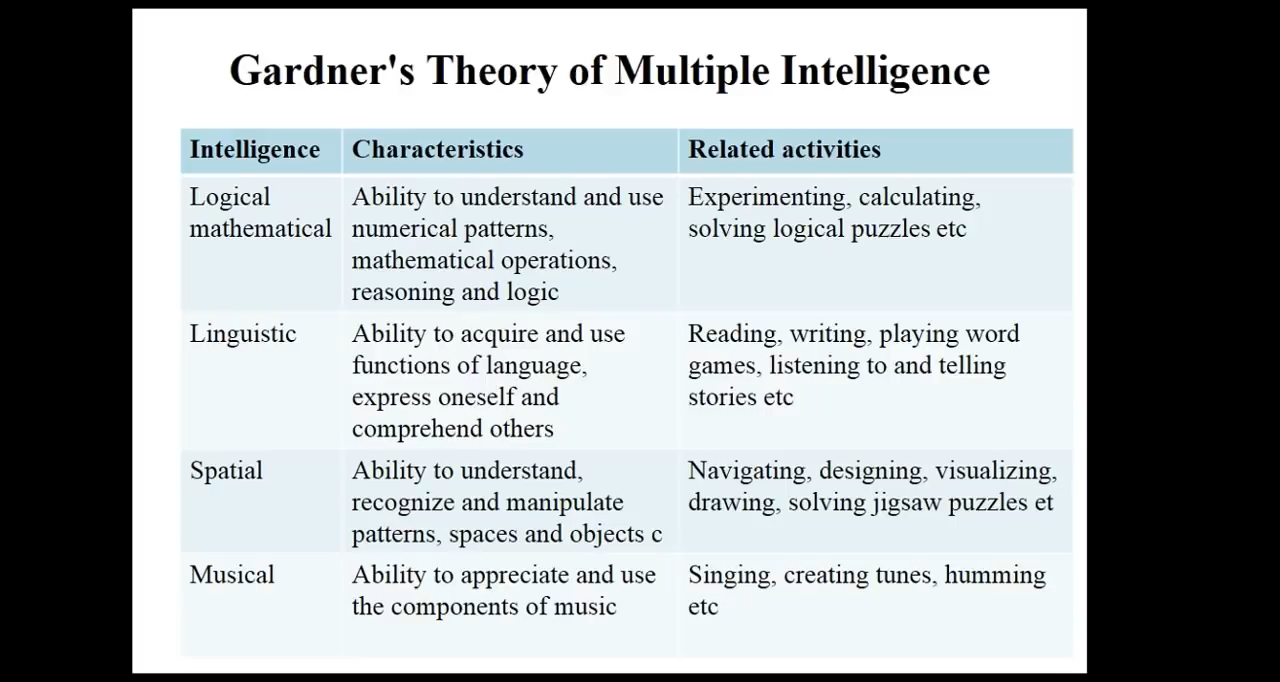 Gardner's Theory of Multiple Intelligence
Intelligence
Characteristics
Related activities
Logical
mathematical
Ability to understand and use
numerical patterns,
mathematical operations,
reasoning and logic
Experimenting, calculating,
solving logical puzzles etc
Linguistic
Ability to acquire and use
functions of language,
express oneself and
comprehend others
Reading, writing, playing word
games, listening to and telling
stories etc
Spatial
Ability to understand,
recognize and manipulate
patterns, spaces and objects c
Navigating, designing, visualizing,
drawing, solving jigsaw puzzles et
Musical
Ability to appreciate and use
the components of music
Singing, creating tunes, humming
etc